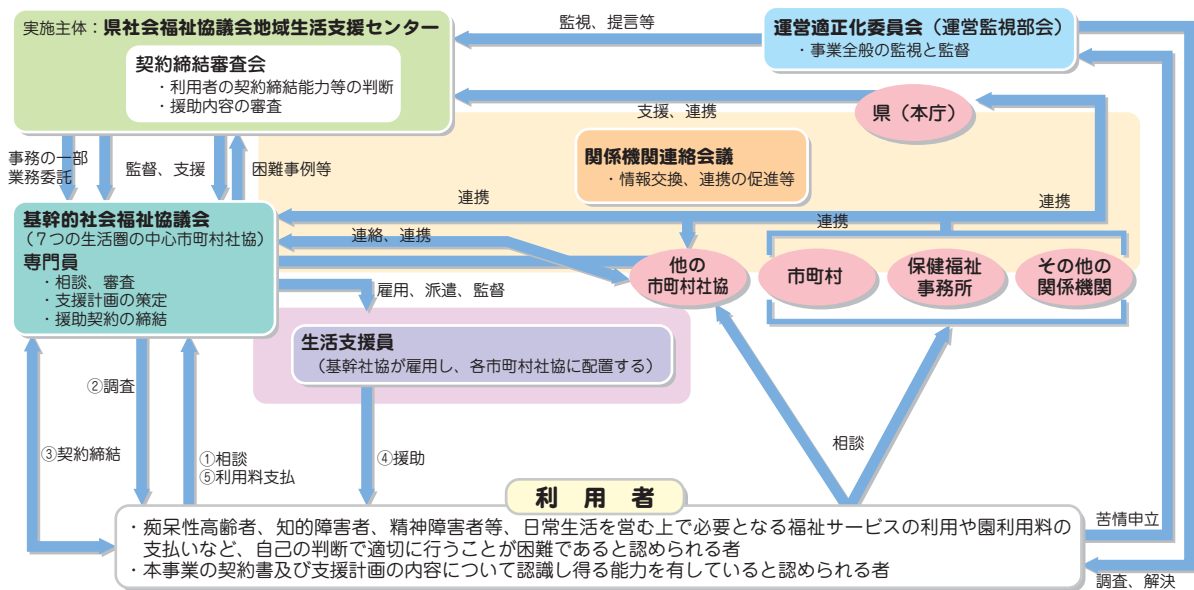 実施主体：県社会福祉協議会地域生活支援センター
契約締結審査会
・利用者の契約締結能力等の判断
・援助内容の審査
監視、提言等
運営適正化委員会（運営監視部会）
・事業全般の監視と監督
支援、連携
県（本庁）
関係機関連絡会議
・情報交換、連携の促進等
事務の一部
業務委託
監督、支援
困難事例等
連携
連携
連携
基幹的社会福祉協議会
（７つの生活圏の中心市町村社協）
専門員
・相談、審査
・支援計画の策定
・援助契約の締結
連絡、連携
他の
市町村社協
市町村
保健福祉
事務所
その他の
関係機関
雇用、派遣、監督
生活支援員
（基幹社協が雇用し、各市町村社協に配置する）
②調査
③契約締結
①相談
⑤利用料支払
④援助
相談
利用者
・痴呆性高齢者、知的障害者、精神障害者等、日常生活を営む上で必要となる福祉サービスの利用や園利用料の
支払いなど、自己の判断で適切に行うことが困難であると認められる者
・本事業の契約書及び支援計画の内容について認識し得る能力を有していると認められる者
苦情申立
調査、解決